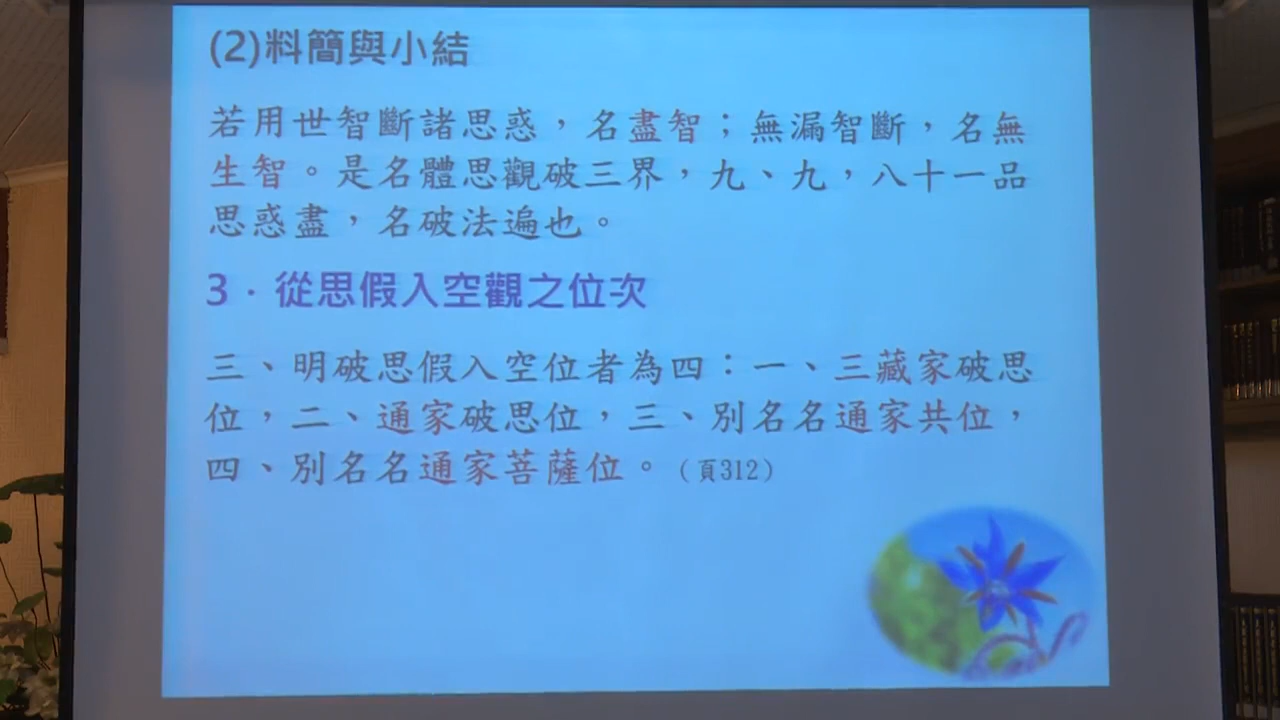 (2)料簡與小結
若用世智斷諸思惑，名盡智；無漏智斷，名無
生智。是名體思觀破三界，九、九，八十一品
思惑盡，名破法遍也。
3．從思假入空觀之位次
三、明破思假入空位者為四：一、三藏家破思
位，二、通家破思位，三、別名名通家共位，
四、別名名通家菩薩位。（頁312）